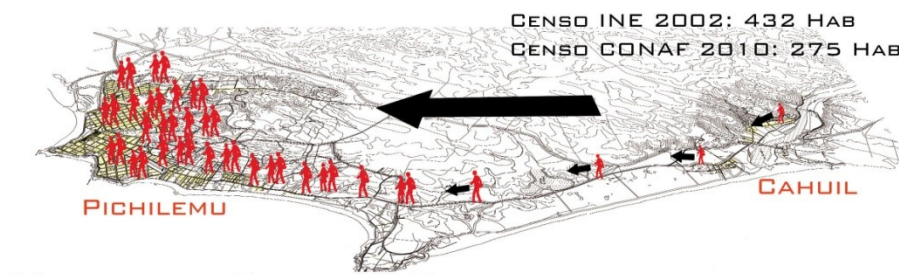 Censo INE 2002: 432 Hab
Censo CONAF 2010: 275 Hab
Pichilemu
Cahuil